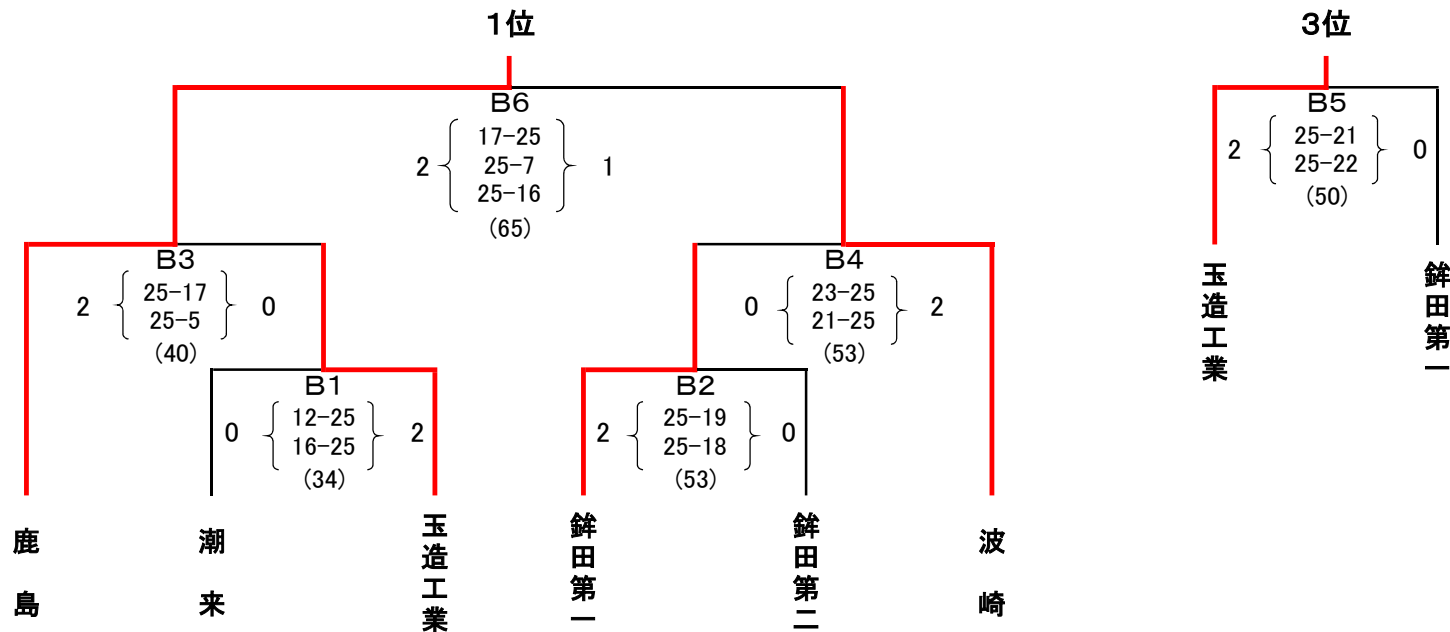 1位
3位
B6
17-25
2 25-7 1
25-16
(65)
B5
25-21
2 0
25-22
(50)
B3
25-17
2 0
25-5
(40)
B4
23-25
0 2
21-25
(53)
B1
12-25
0 2
16-25
(34)
B2
25-19
2 0
25-18
(53)
玉造工業
鉾田第一
鹿島
潮来
玉造工業
鉾田第一
鉾田第二
波崎